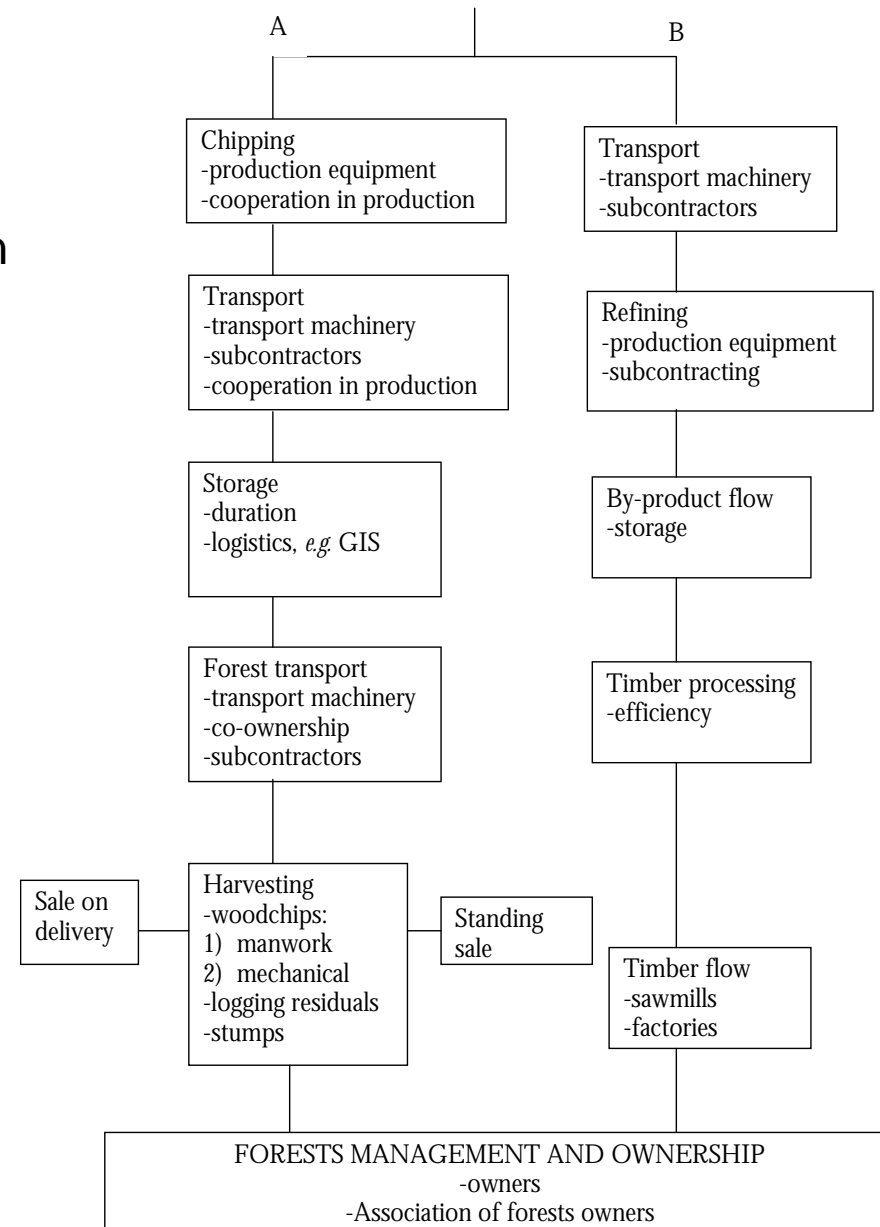 A
B
Chipping
-production equipment
-cooperation in production
Transport
-transport machinery
-subcontractors
-cooperation in production
Storage
-duration
-logistics, e.g. GIS
Forest transport
-transport machinery
-co-ownership
-subcontractors
Sale on
delivery
Harvesting
-woodchips:
1) manwork
2) mechanical
-logging residuals
-stumps
Standing
sale
Transport
-transport machinery
-subcontractors
Refining
-production equipment
-subcontracting
By-product flow
-storage
Timber processing
-efficiency
Timber flow
-sawmills
-factories
FORESTS MANAGEMENT AND OWNERSHIP
-owners
-Association of forests owners